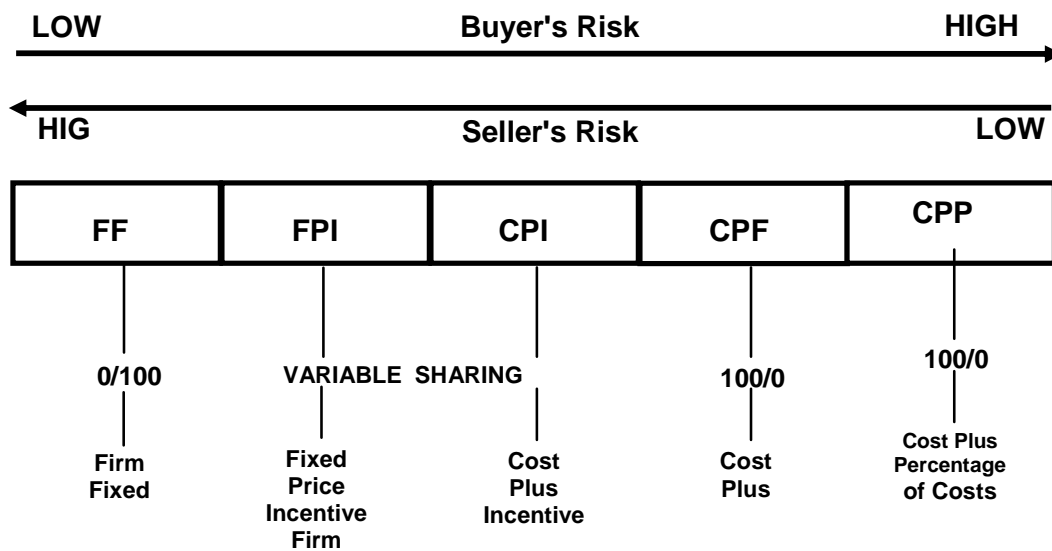 LOW Buyer's Risk HIGH
HIG Seller's Risk LOW
FF FPI CPI CPF CPP
0/100 VARIABLE SHARING 100/0 100/0
Firm
Fixed
Fixed
Price
Incentive
Firm
Cost
Plus
Incentive
Cost
Plus
Cost Plus
Percentage
of Costs